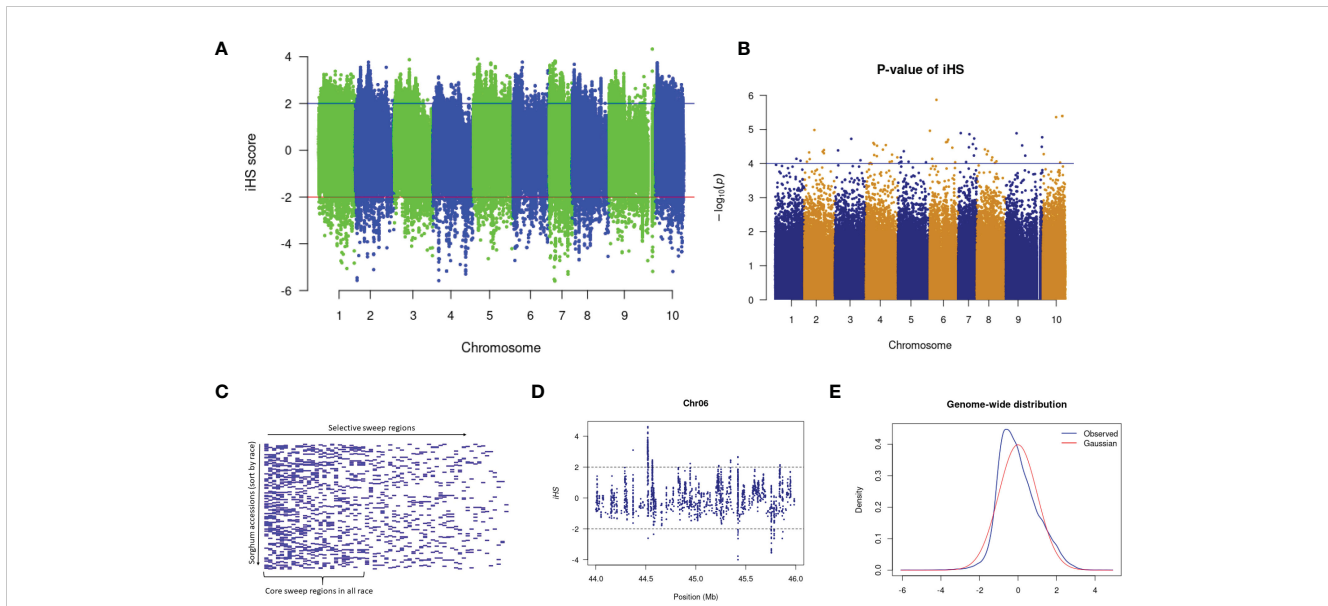 A
4
2
0
-2
-4
-6
iHS score
1 2 3 4 5 6 7 8 9 10
Chromosome
B
P-value of iHS
6
5
4
3
2
1
0
− log10(p)
1 2 3 4 5 6 7 8 9 10
Chromosome
C
Selective sweep regions
Sorghum accessions (sort by race)
Core sweep regions in all race
D
Chr06
4
2
0
-2
-4
iHS
44.0 44.5 45.0 45.5 46.0
Position (Mb)
E
Genome-wide distribution
Observed
Gaussian
0.4
0.3
0.2
0.1
0.0
Density
-6 -4 -2 0 2 4